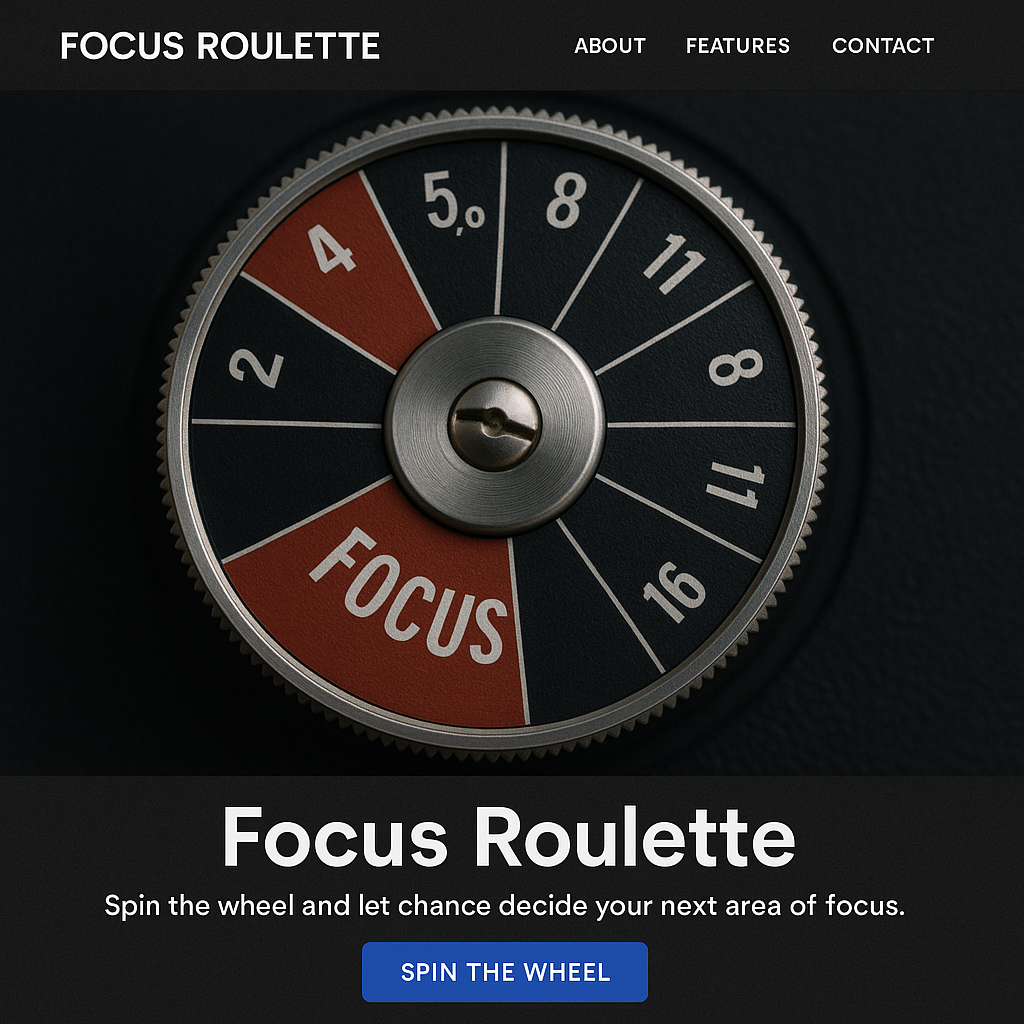 FOCUS ROULETTE
ABOUT FEATURES CONTACT
4
5,0
8
11
2
8
11
16
FOCUS
Focus Roulette
Spin the wheel and let chance decide your next area of focus.
SPIN THE WHEEL